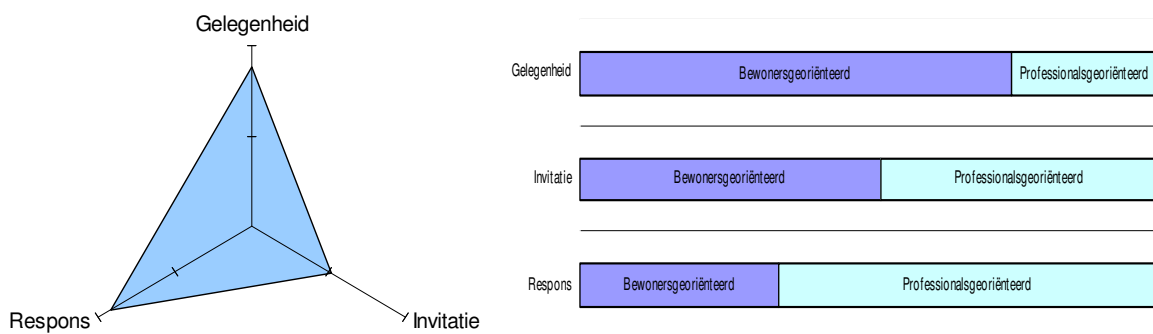 Gelegenheid
Respons
Invitatie
Gelegenheid
Bewonersgeoriënteerd
Professionalsgeoriënteerd
Invitatie
Bewonersgeoriënteerd
Professionalsgeoriënteerd
Respons
Bewonersgeoriënteerd
Professionalsgeoriënteerd